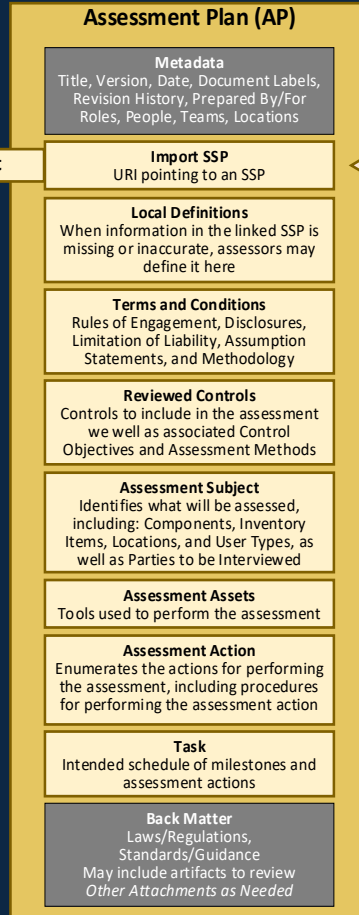 Assessment Plan (AP)
Metadata
Title, Version, Date, Document Labels,
Revision History, Prepared By/For
Roles, People, Teams, Locations
Import SSP
URI pointing to an SSP
Local Definitions
When information in the linked SSP is
missing or inaccurate, assessors may
define it here
Terms and Conditions
Rules of Engagement, Disclosures,
Limitation of Liability, Assumption
Statements, and Methodology
Reviewed Controls
Controls to include in the assessment
we well as associated Control
Objectives and Assessment Methods
Assessment Subject
Identifies what will be assessed,
including: Components, Inventory
Items, Locations, and User Types, as
well as Parties to be Interviewed
Assessment Assets
Tools used to perform the assessment
Assessment Action
Enumerates the actions for performing
the assessment, including procedures
for performing the assessment action
Task
Intended schedule of milestones and
assessment actions
Back Matter
Laws/Regulations,
Standards/Guidance
May include artifacts to review
Other Attachments as Needed